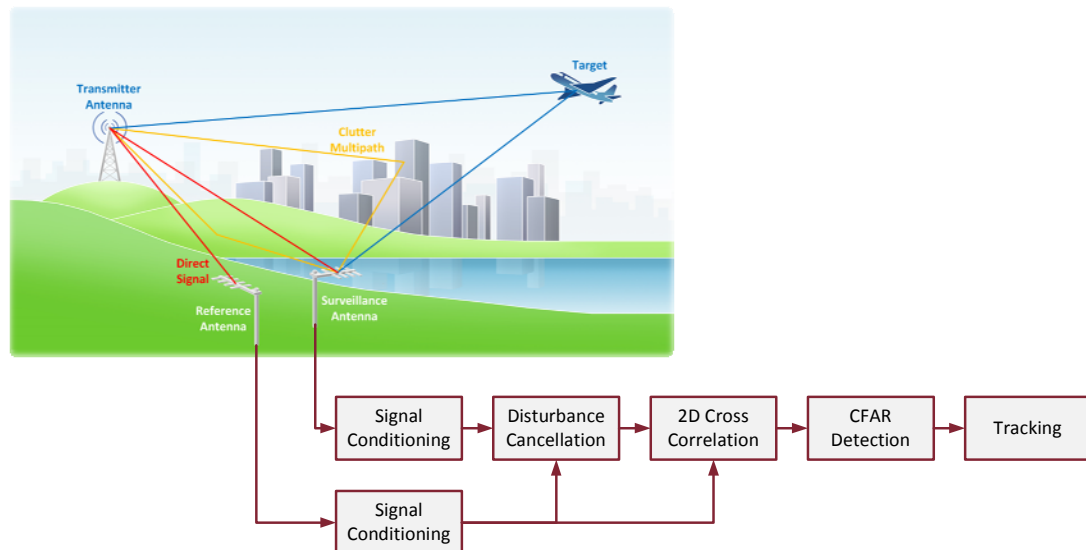 Target
Transmitter
Antenna
Clutter
Multipath
Direct
Signal
Reference
Antenna
Surveillance
Antenna
Signal
Conditioning
Disturbance
Cancellation
2D Cross
Correlation
CFAR
Detection
Tracking
Signal
Conditioning